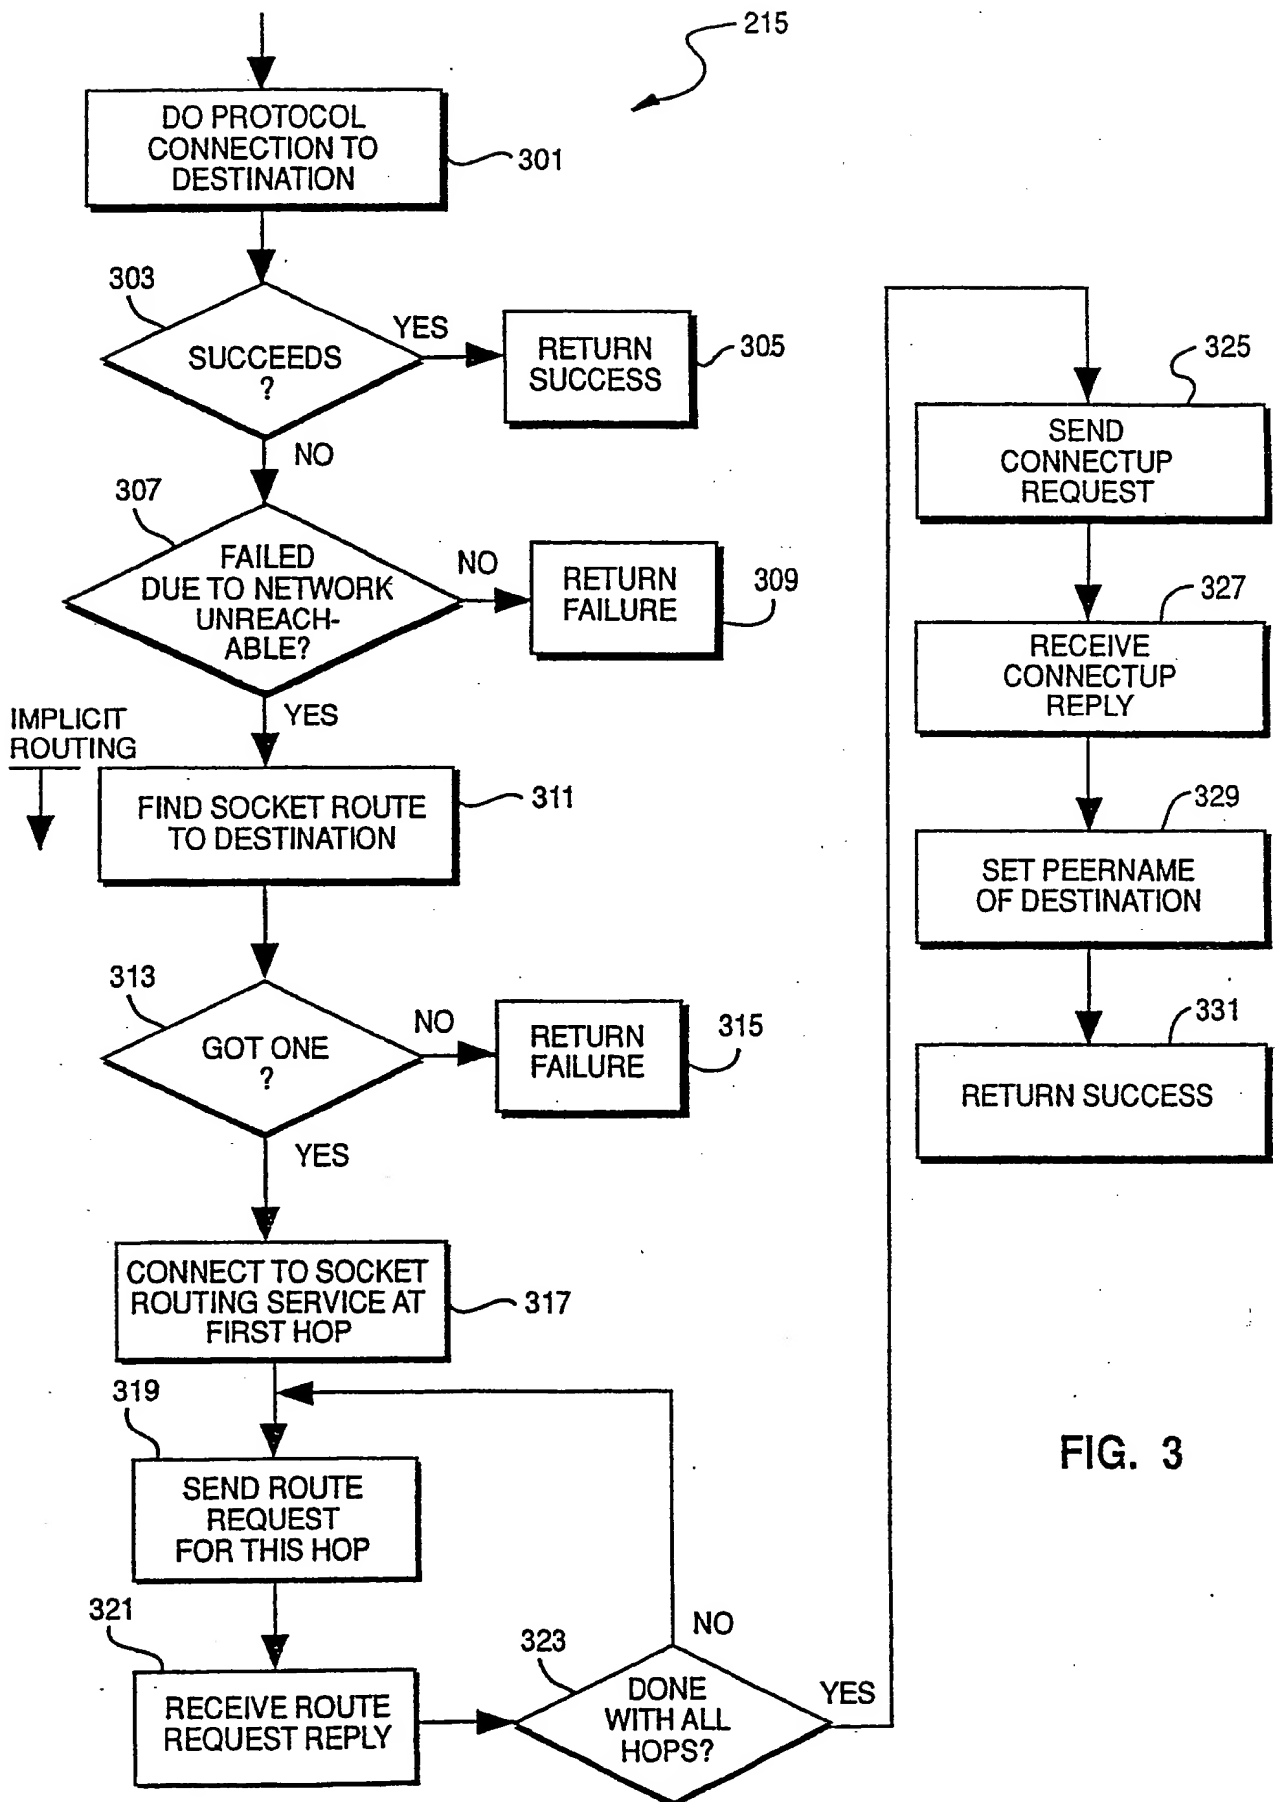 215
DO PROTOCOL
CONNECTION TO
DESTINATION
301
303
SUCCEEDS
?
YES
RETURN
SUCCESS
305
NO
307
FAILED
DUE TO NETWORK
UNREACH-
ABLE?
NO
RETURN
FAILURE
309
YES
IMPLICIT
ROUTING
FIND SOCKET ROUTE
TO DESTINATION
311
313
GOT ONE
?
NO
RETURN
FAILURE
315
YES
CONNECT TO SOCKET
ROUTING SERVICE AT
FIRST HOP
317
319
SEND ROUTE
REQUEST
FOR THIS HOP
321
RECEIVE ROUTE
REQUEST REPLY
323
DONE
WITH ALL
HOPS?
NO
YES
325
SEND
CONNECTUP
REQUEST
327
RECEIVE
CONNECTUP
REPLY
329
SET PEERNAME
OF DESTINATION
331
RETURN SUCCESS
FIG. 3